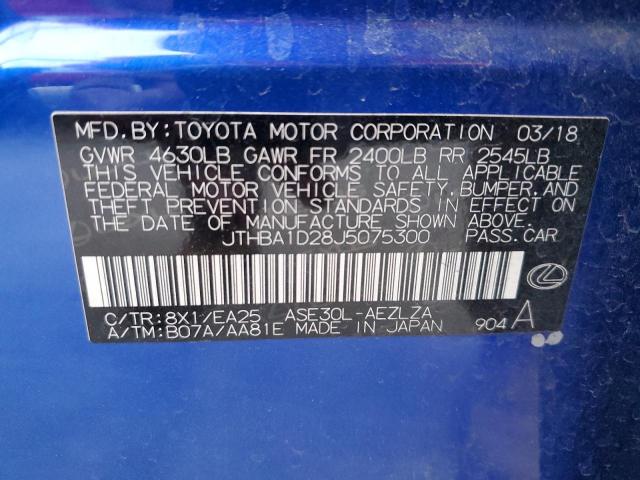 MFD.BY:TOYOTA MOTOR CORPORATION 03/18
GVWR 4630LB GAWR FR 2400LB RR 2545LB
THIS VEHICLE CONFORMS TO ALL APPLICABLE
FEDERAL MOTOR VEHICLE SAFETY,BUMPER,AND
THEFT PREVENTION STANDARDS IN EFFECT ON
THE DATE OF MANUFACTURE SHOWN ABOVE.
JTHBA1D28J5075300 PASS.CAR
C/TR:8X1/EA25 ASE30L-AEZLZA
A/TM:B07A/AA81E MADE IN JAPAN 904 A